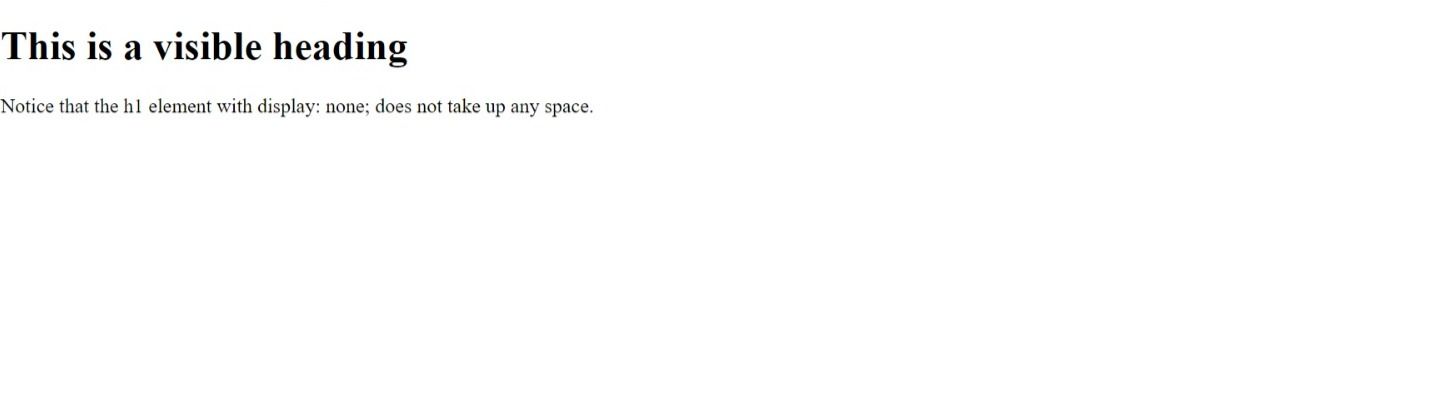 This is a visible heading
Notice that the h1 element with display: none; does not take up any space.